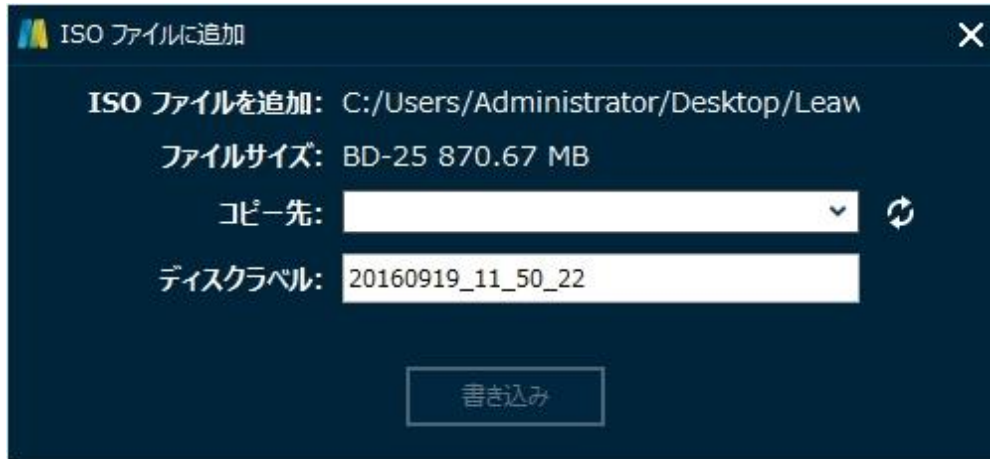 ISO ファイルに追加
ISO ファイルを追加: C:/Users/Administrator/Desktop/Leaw
ファイルサイズ: BD-25 870.67 MB
コピー先:
ディスクラベル: 20160919_11_50_22
書き込み